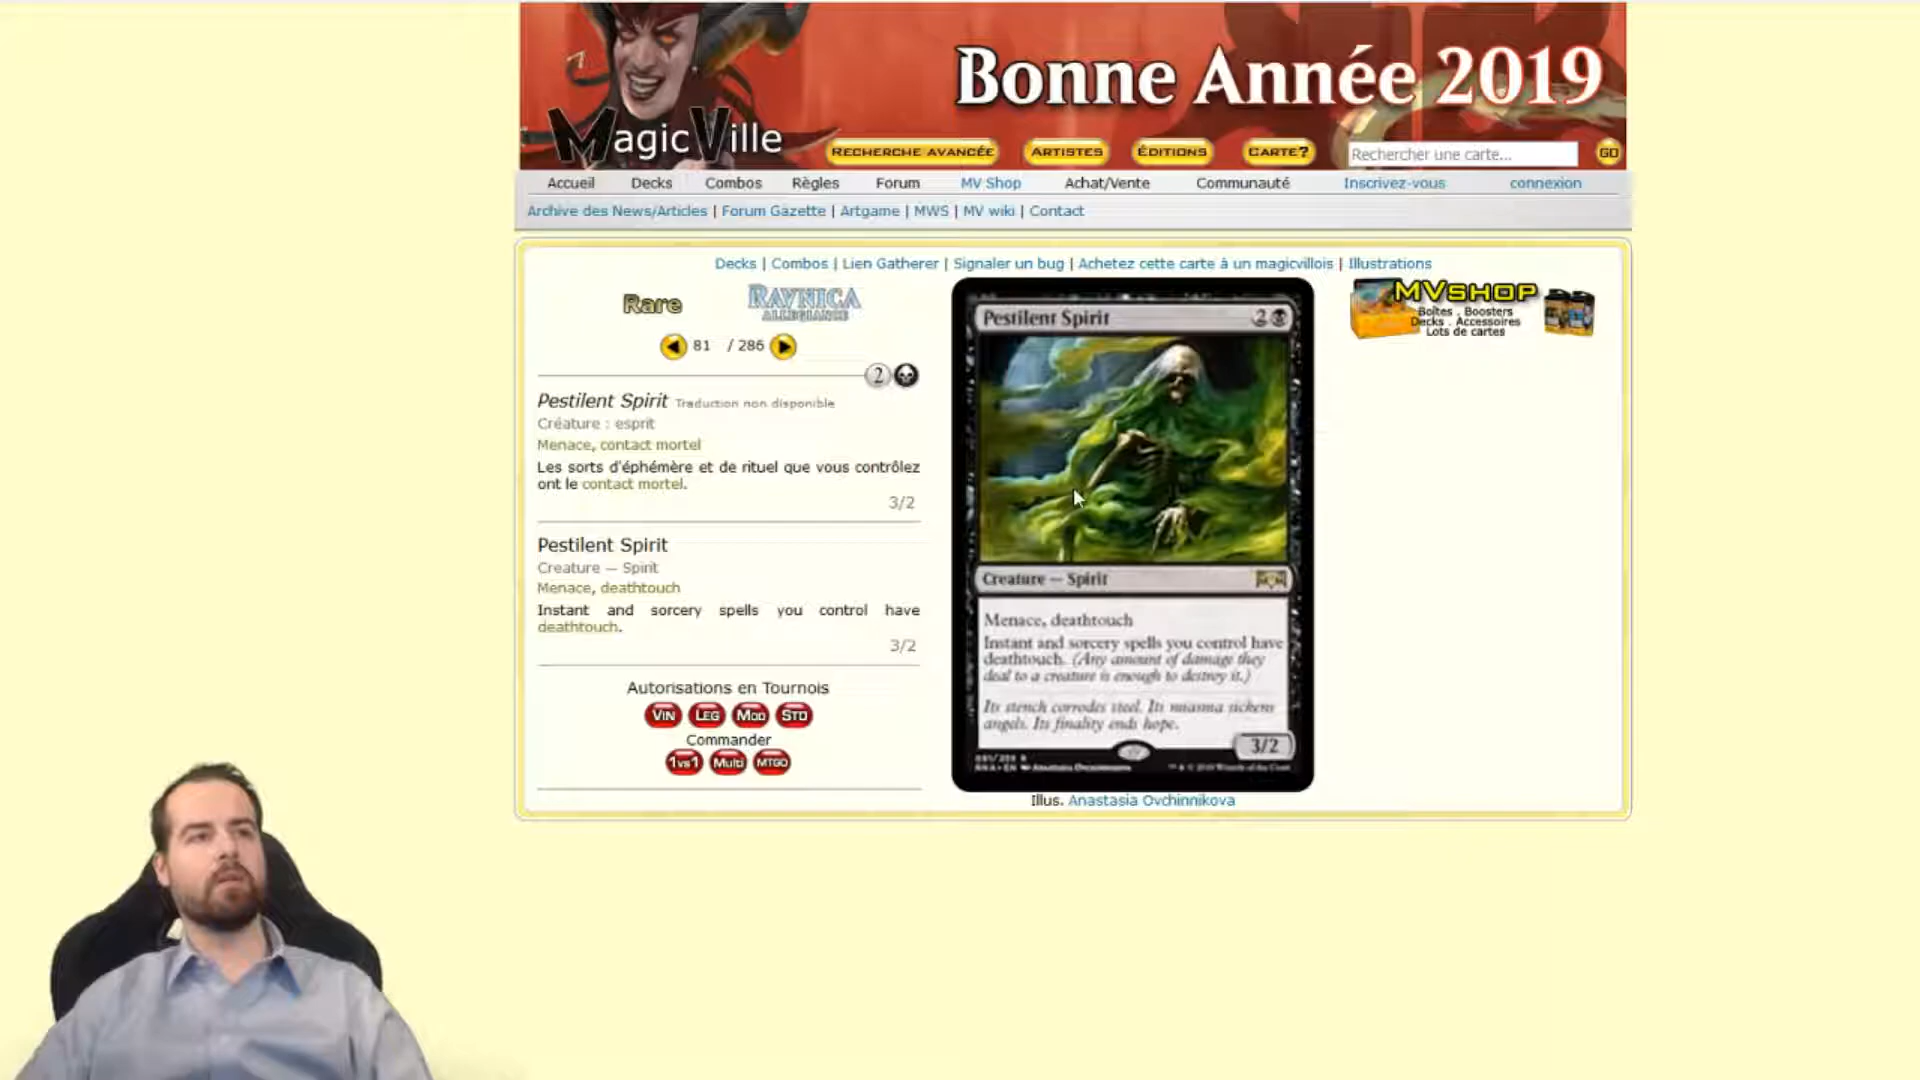 Bonne Année 2019
MagicVille
RECHERCHE AVANCÉE
ARTISTES
ÉDITIONS
CARTE?
Rechercher une carte...
GO
Accueil Decks Combos Règles Forum MV Shop Achat/Vente Communauté Inscrivez-vous connexion
Archive des News/Articles | Forum Gazette | Artgame | MWS | MV wiki | Contact
Decks | Combos | Lien Gatherer | Signaler un bug | Achetez cette carte à un magicvillois | Illustrations
Rare
RAVNICA
ALLEGIANCE
81 / 286
2
Pestilent Spirit Traduction non disponible
Créature : esprit
Menace, contact mortel
Les sorts d'éphémère et de rituel que vous contrôlez
ont le contact mortel.
3/2
Pestilent Spirit
Creature — Spirit
Menace, deathtouch
Instant and sorcery spells you control have
deathtouch.
3/2
Autorisations en Tournois
VIN LEG MOD STD
Commander
1vs1 Multi MTGO
Pestilent Spirit 2
Creature — Spirit
Menace, deathtouch
Instant and sorcery spells you control have
deathtouch. (Any amount of damage they
deal to a creature is enough to destroy it.)
Its stench corrodes steel. Its miasma sickens
angels. Its finality ends hope.
3/2
Illus. Anastasia Ovchinnikova
MVSHOP
Boîtes . Boosters
Decks . Accessoires
Lots de cartes